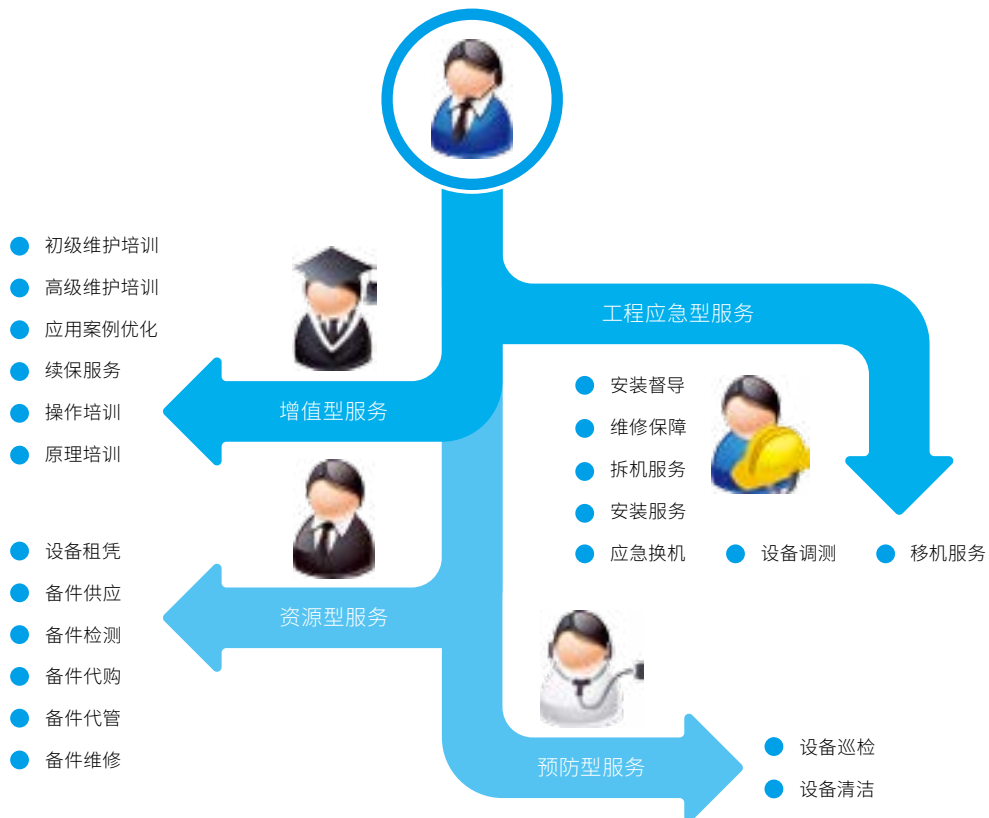 初级维护培训
高级维护培训
应用案例优化
续保服务
操作培训
原理培训
增值型服务
工程应急型服务
安装督导
维修保障
拆机服务
安装服务
应急换机
设备调测
移机服务
设备租凭
备件供应
备件检测
备件代购
备件代管
备件维修
资源型服务
预防型服务
设备巡检
设备清洁